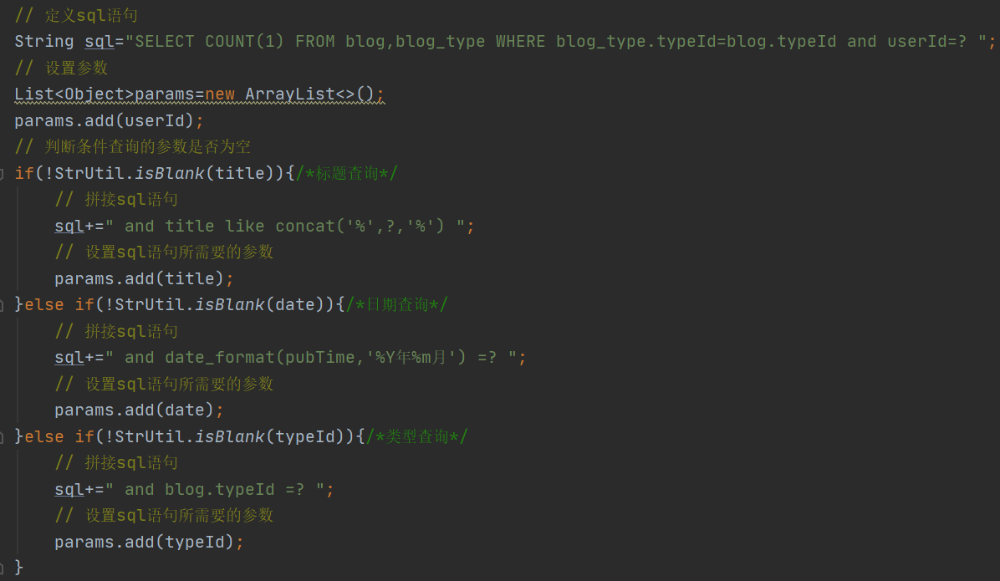 // 定义sql语句
String sql="SELECT COUNT(1) FROM blog,blog_type WHERE blog_type.typeId=blog.typeId and userId=? ";
// 设置参数
List<Object>params=new ArrayList<>();
params.add(userId);
// 判断条件查询的参数是否为空
if(!StrUtil.isBlank(title)){/*标题查询*/
    // 拼接sql语句
    sql+=" and title like concat('%',?,'%') ";
    // 设置sql语句所需要的参数
    params.add(title);
}else if(!StrUtil.isBlank(date)){/*日期查询*/
    // 拼接sql语句
    sql+=" and date_format(pubTime,'%Y年%m月') =? ";
    // 设置sql语句所需要的参数
    params.add(date);
}else if(!StrUtil.isBlank(typeId)){/*类型查询*/
    // 拼接sql语句
    sql+=" and blog.typeId =? ";
    // 设置sql语句所需要的参数
    params.add(typeId);
}